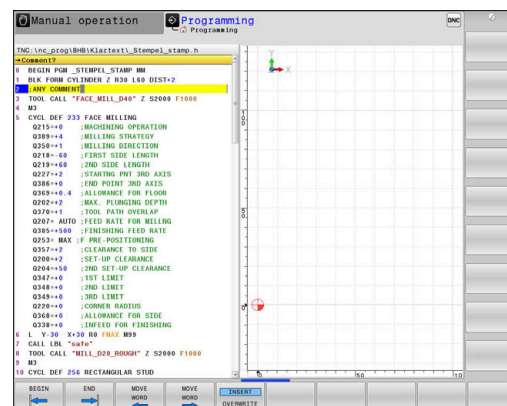 Manual operation
Programming
Programming
DNC
TNC:\nc_prog\BHB\Klartext\_Stempel_stamp.h
→Comment?
0 BEGIN PGM _STEMPEL_STAMP MM
1 BLK FORM CYLINDER Z R30 L60 DIST+2
2 ;ANY COMMENT
3 TOOL CALL "FACE_MILL_D40" Z S2000 F1000
4 M3
5 CYCL DEF 233 FACE MILLING
Q215=+0 ;MACHINING OPERATION
Q389=+4 ;MILLING STRATEGY
Q350=+1 ;MILLING DIRECTION
Q218=-60 ;FIRST SIDE LENGTH
Q219=+60 ;2ND SIDE LENGTH
Q227=+2 ;STARTNG PNT 3RD AXIS
Q386=+0 ;END POINT 3RD AXIS
Q369=+0.4 ;ALLOWANCE FOR FLOOR
Q202=+2 ;MAX. PLUNGING DEPTH
Q370=+1 ;TOOL PATH OVERLAP
Q207= AUTO ;FEED RATE FOR MILLNG
Q385=+500 ;FINISHING FEED RATE
Q253= MAX ;F PRE-POSITIONING
Q357=+2 ;CLEARANCE TO SIDE
Q200=+2 ;SET-UP CLEARANCE
Q204=+50 ;2ND SET-UP CLEARANCE
Q347=+0 ;1ST LIMIT
Q348=+0 ;2ND LIMIT
Q349=+0 ;3RD LIMIT
Q220=+0 ;CORNER RADIUS
Q368=+0 ;ALLOWANCE FOR SIDE
Q338=+0 ;INFEED FOR FINISHING
6 L Y-30 X+30 R0 FMAX M99
7 CALL LBL "safe"
8 TOOL CALL "MILL_D20_ROUGH" Z S2000 F1000
9 M3
10 CYCL DEF 256 RECTANGULAR STUD
Y
X
100
50
0
0
50
100
BEGIN
END
MOVE WORD
MOVE WORD
INSERT
OVERWRITE